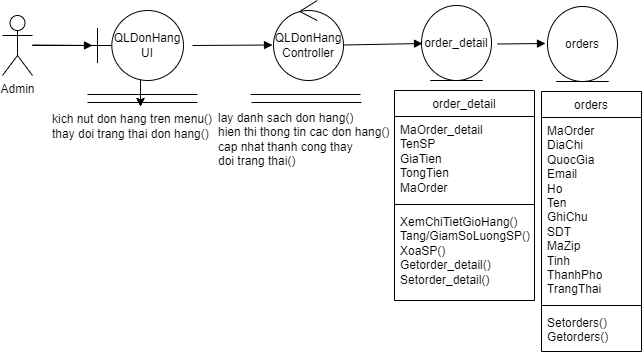 Admin
QLDonHang
UI
QLDonHang
Controller
order_detail
orders
kich nut don hang tren menu()
thay doi trang thai don hang()
lay danh sach don hang()
hien thi thong tin cac don hang()
cap nhat thanh cong thay
doi trang thai()
order_detail
MaOrder_detail
TenSP
GiaTien
TongTien
MaOrder
XemChiTietGioHang()
Tang/GiamSoLuongSP()
XoaSP()
Getorder_detail()
Setorder_detail()
orders
MaOrder
DiaChi
QuocGia
Email
Ho
Ten
GhiChu
SDT
MaZip
Tinh
ThanhPho
TrangThai
Setorders()
Getorders()